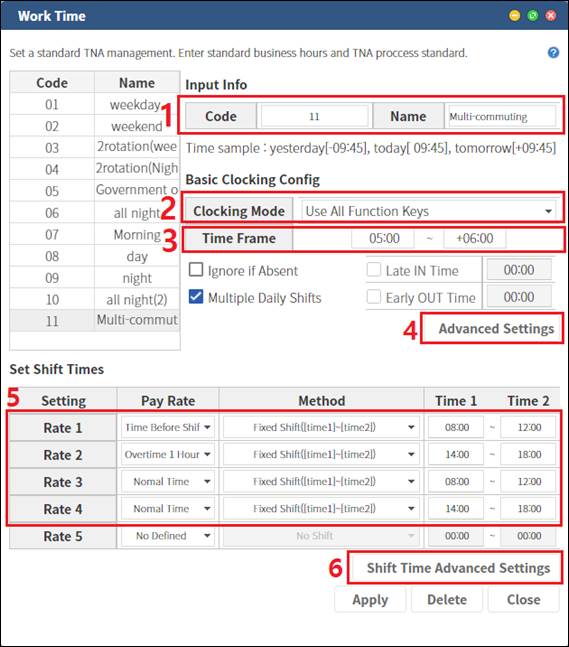 Work Time
Set a standard TNA management. Enter standard business hours and TNA proccess standard.
?
Code Name
01 weekday
02 weekend
03 2rotation(wee
04 2rotation(Nigh
05 Government o
06 all night
07 Morning
08 day
09 night
10 all night(2)
11 Multi-commut
Input Info
1
Code 11 Name Multi-commuting
Time sample : yesterday[-09:45], today[ 09:45], tomorrow[+09:45]
Basic Clocking Config
2
Clocking Mode Use All Function Keys
3
Time Frame 05:00 ~ +06:00
Ignore if Absent Late IN Time 00:00
Multiple Daily Shifts Early OUT Time 00:00
4 Advanced Settings
Set Shift Times
5
Setting Pay Rate Method Time 1 Time 2
Rate 1 Time Before Shif Fixed Shift([time1]~[time2]) 08:00 ~ 12:00
Rate 2 Overtime 1 Hour Fixed Shift([time1]~[time2]) 14:00 ~ 18:00
Rate 3 Nomal Time Fixed Shift([time1]~[time2]) 08:00 ~ 12:00
Rate 4 Nomal Time Fixed Shift([time1]~[time2]) 14:00 ~ 18:00
Rate 5 No Defined No Shift 00:00 ~ 00:00
6 Shift Time Advanced Settings
Apply Delete Close